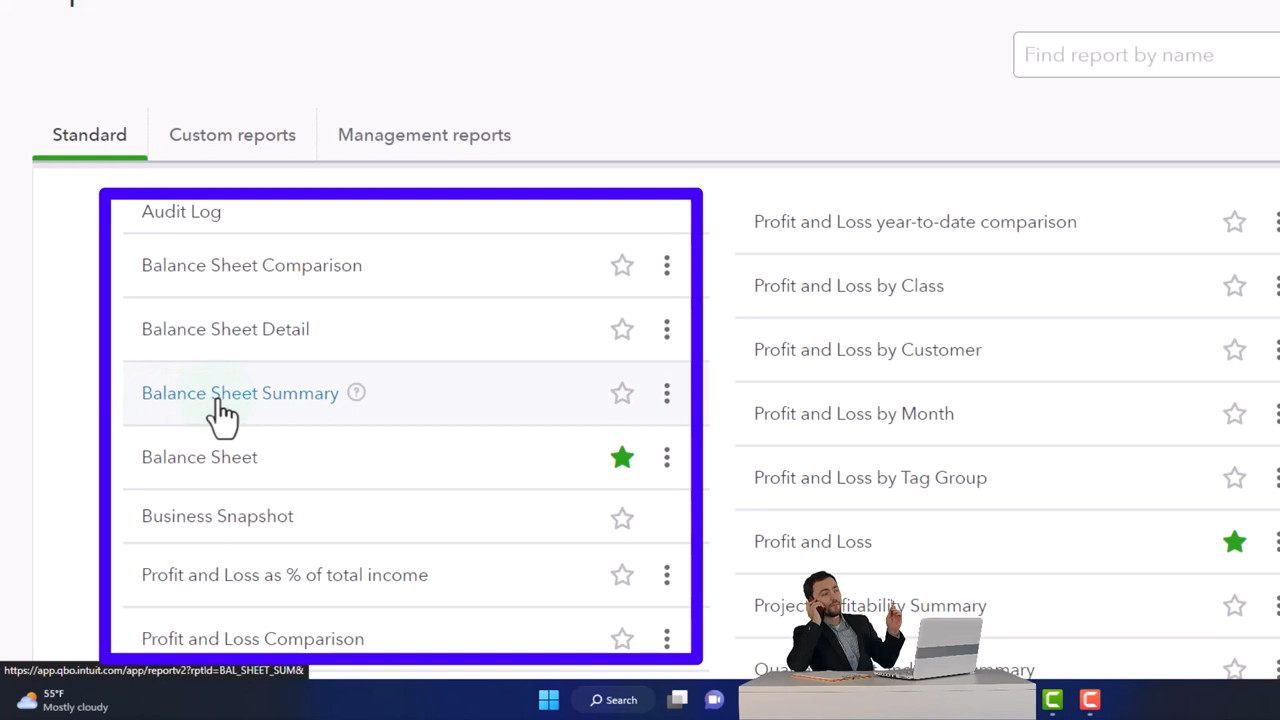 Find report by name
Standard
Custom reports
Management reports
Audit Log
Balance Sheet Comparison
Balance Sheet Detail
Balance Sheet Summary ?
Balance Sheet
Business Snapshot
Profit and Loss as % of total income
Profit and Loss Comparison
Profit and Loss year-to-date comparison
Profit and Loss by Class
Profit and Loss by Customer
Profit and Loss by Month
Profit and Loss by Tag Group
Profit and Loss
Summary
https://app.qbo.intuit.com/app/reportv2?rptId=BAL_SHEET_SUM&
55°F
Mostly cloudy
Search